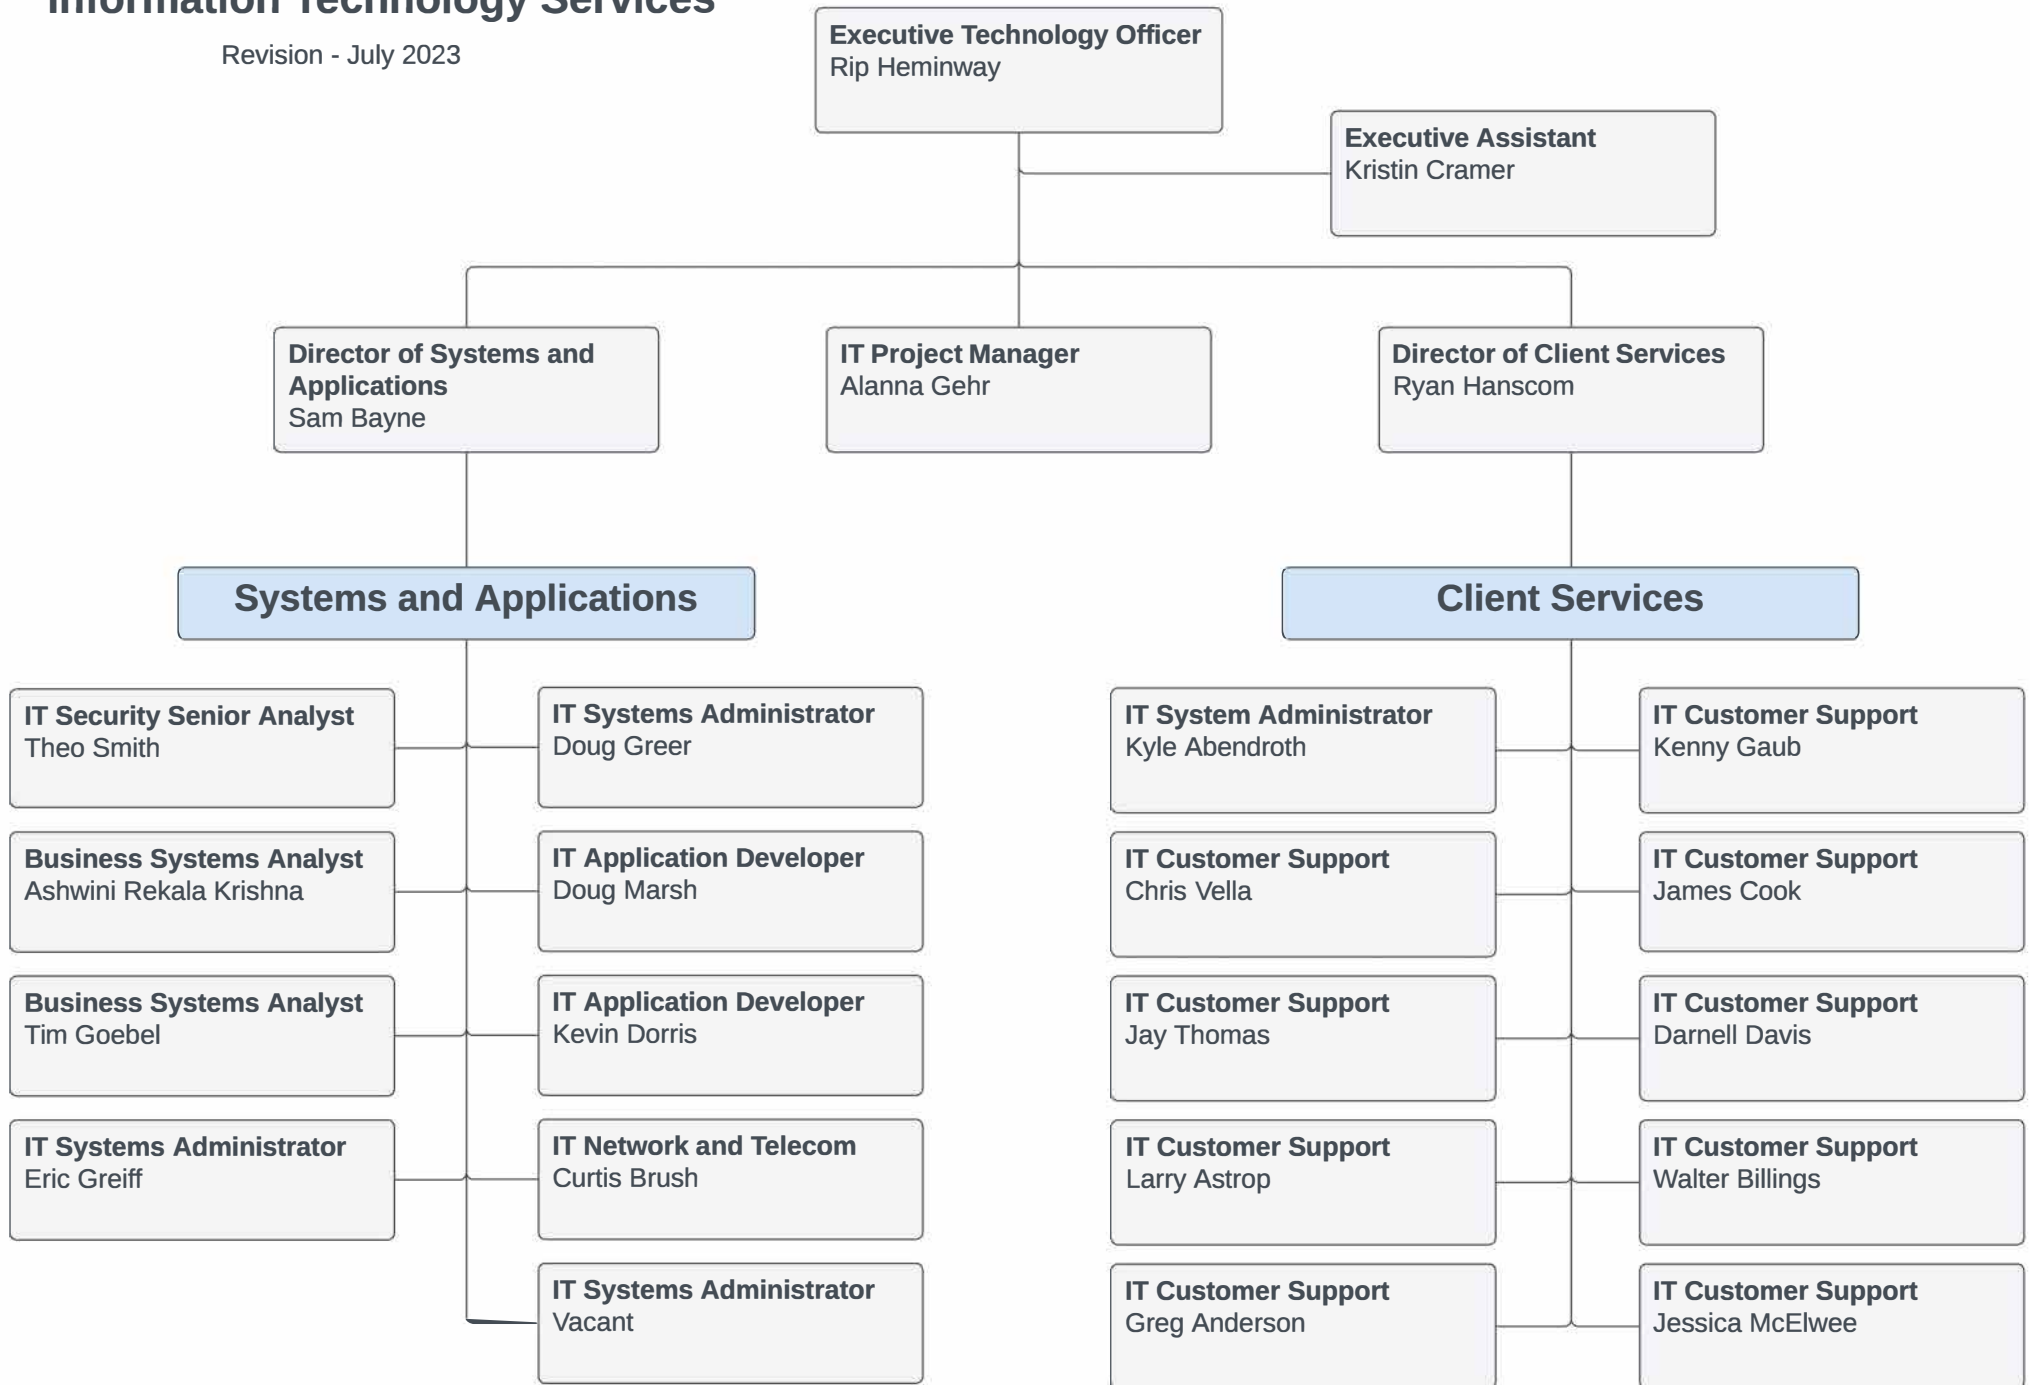 Information Technology Services
Revision - July 2023
Executive Technology Officer
Rip Heminway
Executive Assistant
Kristin Cramer
Director of Systems and
Applications
Sam Bayne
IT Project Manager
Alanna Gehr
Director of Client Services
Ryan Hanscom
Systems and Applications
Client Services
IT Security Senior Analyst
Theo Smith
IT Systems Administrator
Doug Greer
Business Systems Analyst
Ashwini Rekala Krishna
IT Application Developer
Doug Marsh
Business Systems Analyst
Tim Goebel
IT Application Developer
Kevin Dorris
IT Systems Administrator
Eric Greiff
IT Network and Telecom
Curtis Brush
IT Systems Administrator
Vacant
IT System Administrator
Kyle Abendroth
IT Customer Support
Kenny Gaub
IT Customer Support
Chris Vella
IT Customer Support
James Cook
IT Customer Support
Jay Thomas
IT Customer Support
Darnell Davis
IT Customer Support
Larry Astrop
IT Customer Support
Walter Billings
IT Customer Support
Greg Anderson
IT Customer Support
Jessica McElwee